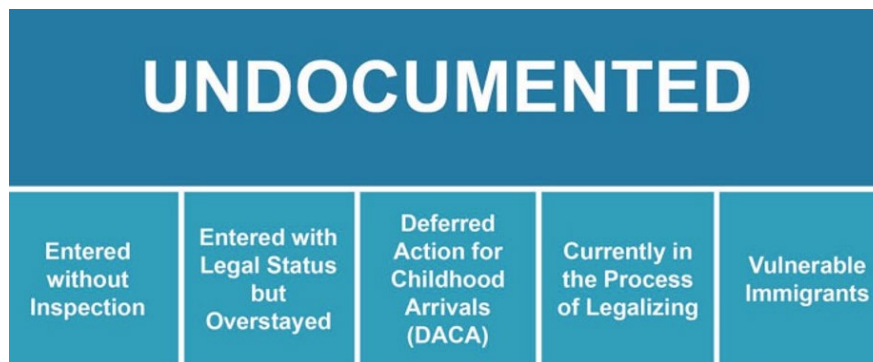 UNDOCUMENTED
Entered
without
Inspection
Entered with
Legal Status
but
Overstayed
Deferred
Action for
Childhood
Arrivals
(DACA)
Currently in
the Process
of Legalizing
Vulnerable
Immigrants